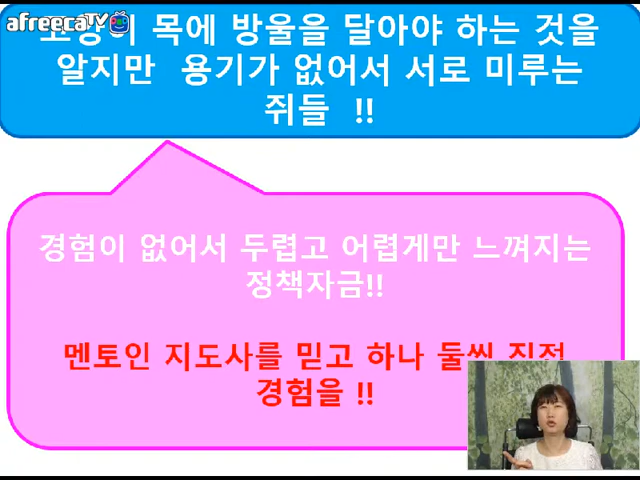 afreecaTV
목에 방울을 달아야 하는 것을
알지만 용기가 없어서 서로 미루는
쥐들 !!
경험이 없어서 두렵고 어렵게만 느껴지는
정책자금!!
멘토인 지도사를 믿고 하나 둘씩 직접
경험을 !!